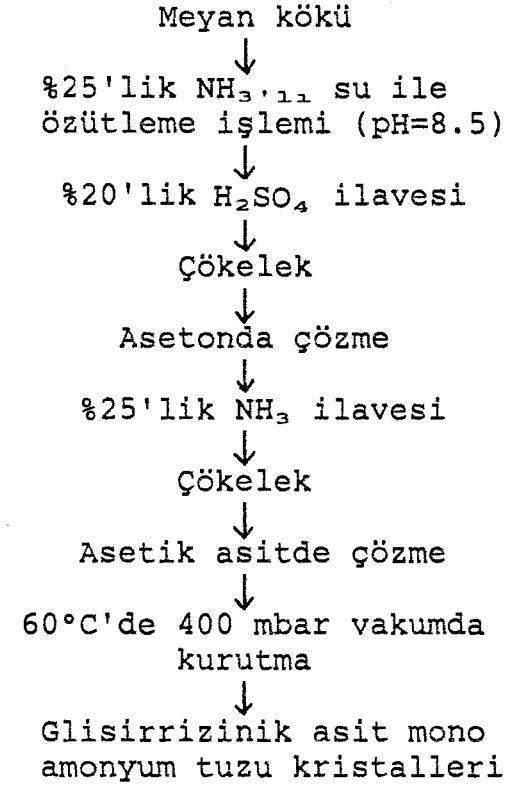 Meyan kökü
↓
%25'lik NH₃'₁₁ su ile
özütleme işlemi (pH=8.5)
↓
%20'lik H₂SO₄ ilavesi
↓
Çökelek
↓
Asetonda çözme
↓
%25'lik NH₃ ilavesi
↓
Çökelek
↓
Asetik asitde çözme
↓
60°C'de 400 mbar vakumda
kurutma
↓
Glisirrizinik asit mono
amonyum tuzu kristalleri